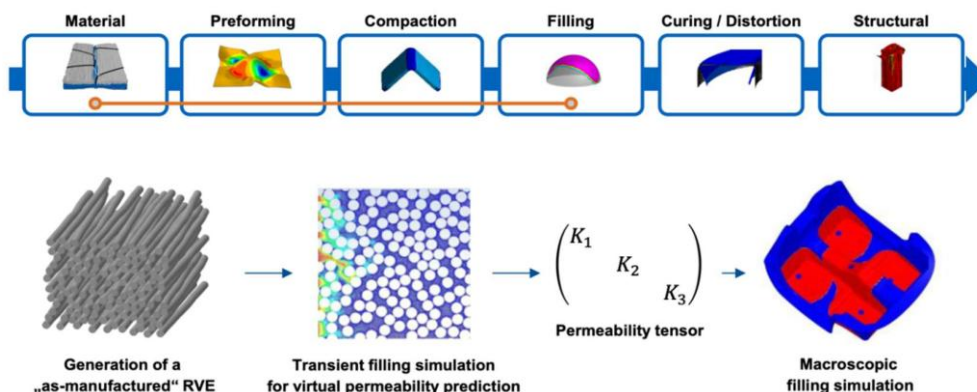 Material
Preforming
Compaction
Filling
Curing / Distortion
Structural
K₁
K₂
K₃
Permeability tensor
Generation of a
„as-manufactured“ RVE
Transient filling simulation
for virtual permeability prediction
Macroscopic
filling simulation